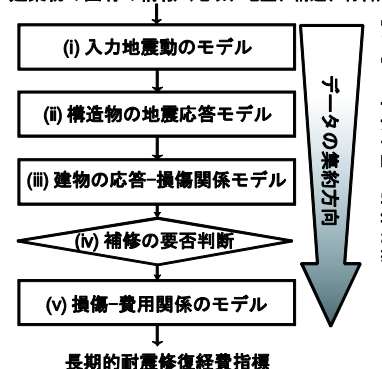 (i) 入力地震動のモデル
(ii) 構造物の地震応答モデル
(iii) 建物の応答-損傷関係モデル
(iv) 補修の要否判断
(v) 損傷-費用関係のモデル
長期的耐震修復経費指標
データの集約方向